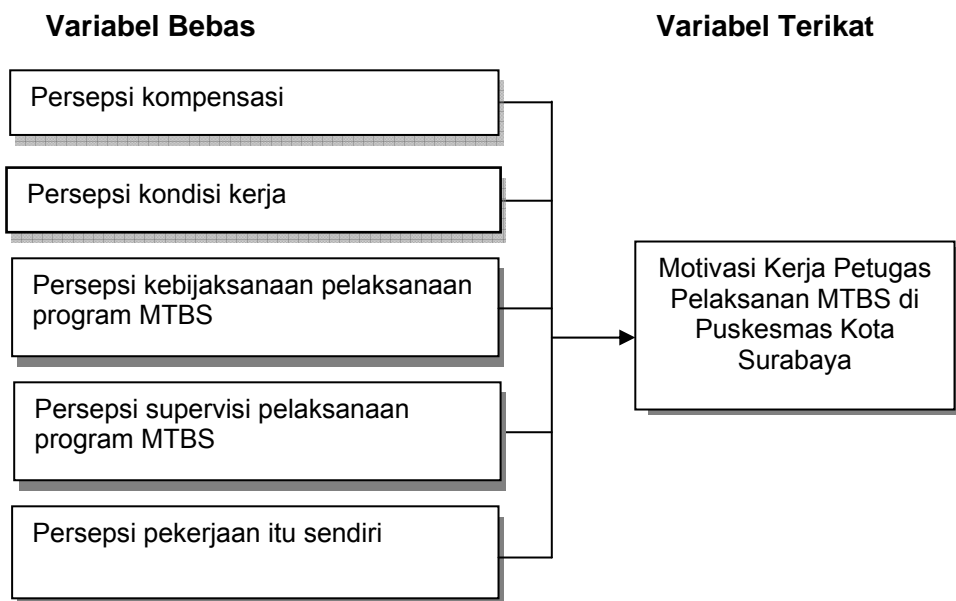 Variabel Bebas
Variabel Terikat
Persepsi kompensasi
Persepsi kondisi kerja
Persepsi kebijaksanaan pelaksanaan
program MTBS
Persepsi supervisi pelaksanaan
program MTBS
Persepsi pekerjaan itu sendiri
Motivasi Kerja Petugas
Pelaksanan MTBS di
Puskesmas Kota
Surabaya